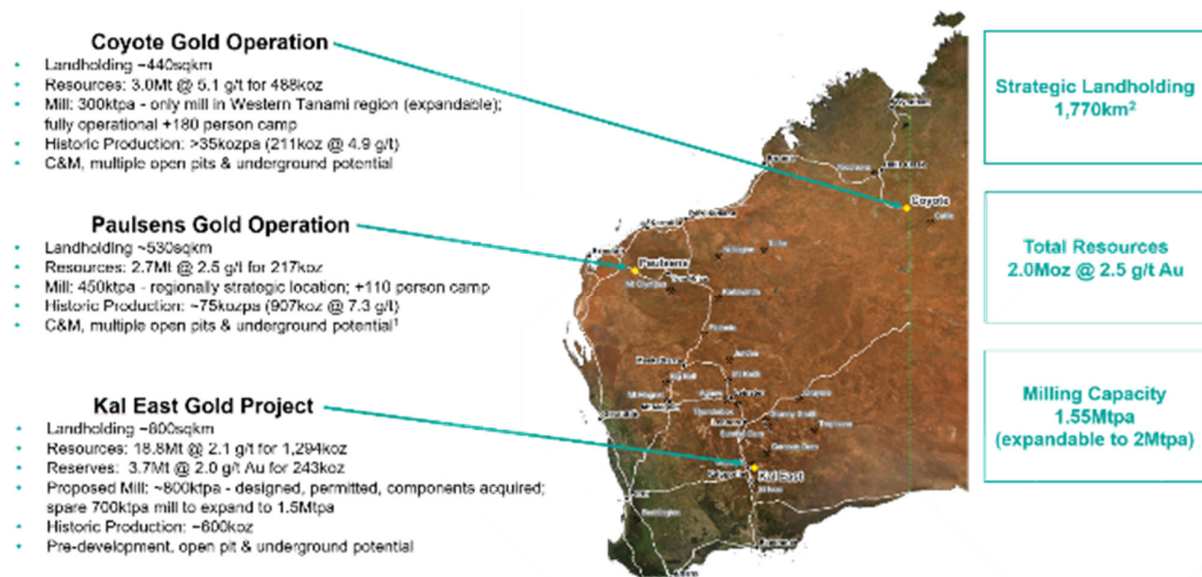 Coyote Gold Operation
• Landholding ~440sqkm
• Resources: 3.0Mt @ 5.1 g/t for 488koz
• Mill: 300ktpa - only mill in Western Tanami region (expandable);
fully operational +180 person camp
• Historic Production: >35kozpa (211koz @ 4.9 g/t)
• C&M, multiple open pits & underground potential
Paulsens Gold Operation
• Landholding ~530sqkm
• Resources: 2.7Mt @ 2.5 g/t for 217koz
• Mill: 450ktpa - regionally strategic location; +110 person camp
• Historic Production: ~75kozpa (907koz @ 7.3 g/t)
• C&M, multiple open pits & underground potential¹
Kal East Gold Project
• Landholding ~800sqkm
• Resources: 18.8Mt @ 2.1 g/t for 1,294koz
• Reserves: 3.7Mt @ 2.0 g/t Au for 243koz
• Proposed Mill: ~800ktpa - designed, permitted, components acquired;
spare 700ktpa mill to expand to 1.5Mtpa
• Historic Production: ~600koz
• Pre-development, open pit & underground potential
Coyote
Paulsens
Mt Olympus
Kal East
Strategic Landholding
1,770km²
Total Resources
2.0Moz @ 2.5 g/t Au
Milling Capacity
1.55Mtpa
(expandable to 2Mtpa)